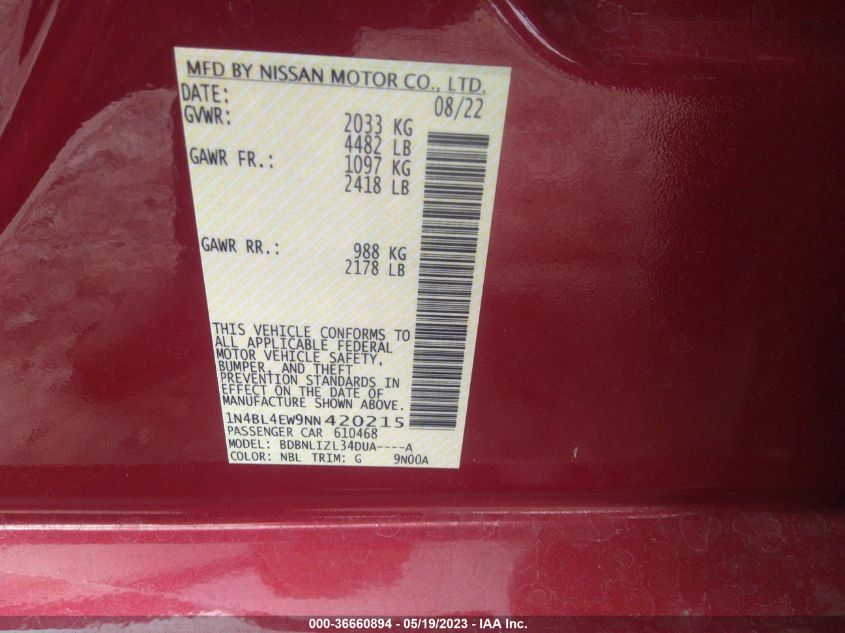 MFD BY NISSAN MOTOR CO., LTD.
DATE: 08/22
GVWR: 2033 KG
4482 LB
GAWR FR.: 1097 KG
2418 LB
GAWR RR.: 988 KG
2178 LB
THIS VEHICLE CONFORMS TO
ALL APPLICABLE FEDERAL
MOTOR VEHICLE SAFETY,
BUMPER, AND THEFT
PREVENTION STANDARDS IN
EFFECT ON THE DATE OF
MANUFACTURE SHOWN ABOVE.
1N4BL4EW9NN420215
PASSENGER CAR 610468
MODEL: BDBNLIZL34DUA----A
COLOR: NBL TRIM: G 9N00A
000-36660894 - 05/19/2023 - IAA Inc.